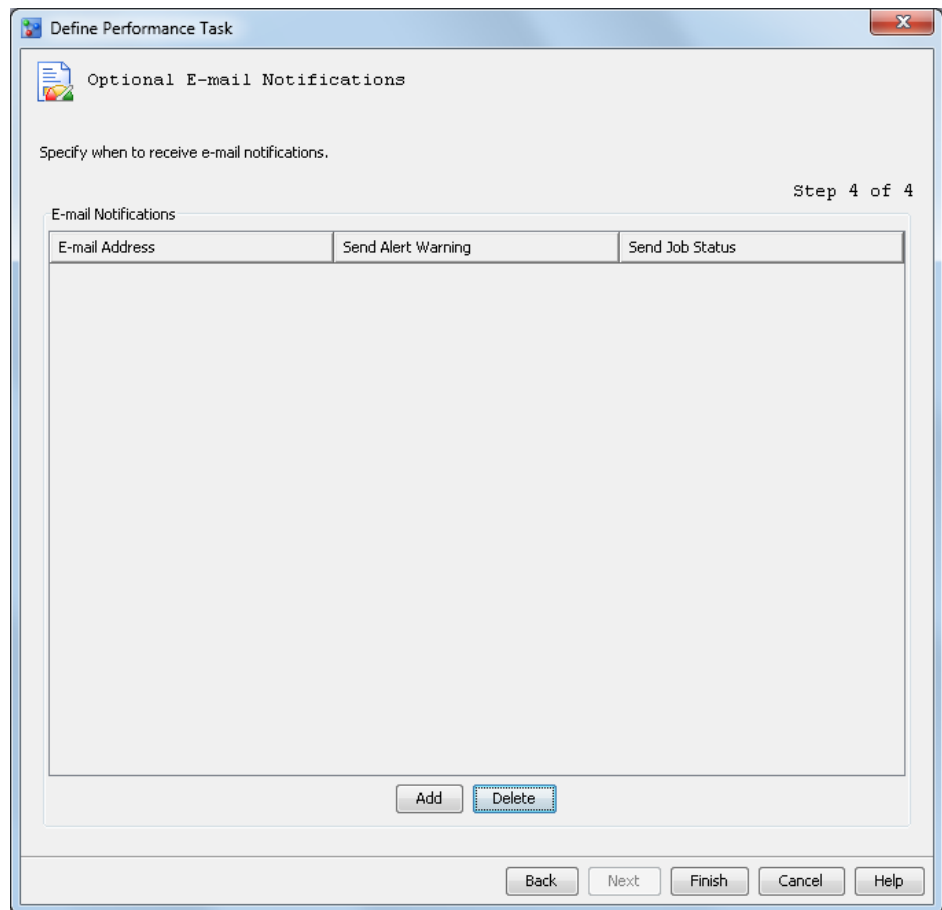 Define Performance Task
Optional E-mail Notifications
Specify when to receive e-mail notifications.
Step 4 of 4
E-mail Notifications
E-mail Address Send Alert Warning Send Job Status
Add Delete
Back Next Finish Cancel Help